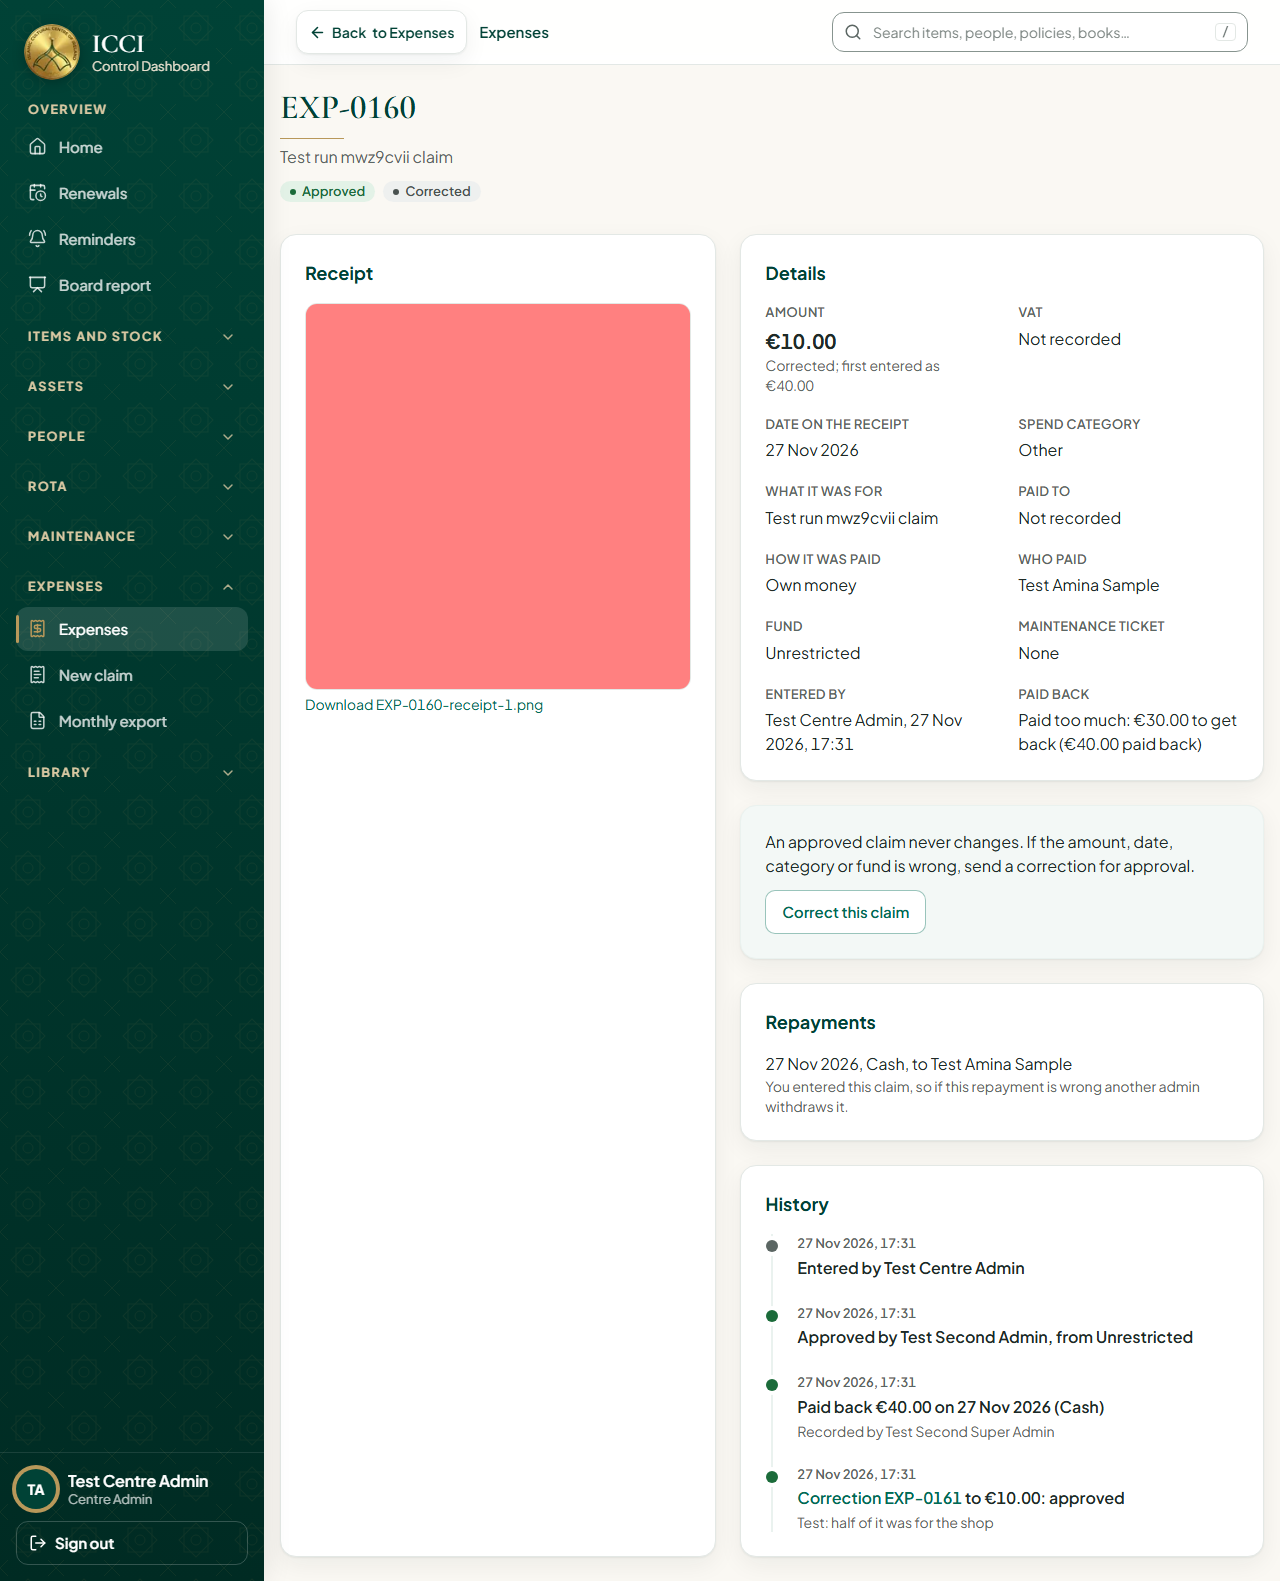 ICCI
Control Dashboard
OVERVIEW
Home
Renewals
Reminders
Board report
ITEMS AND STOCK
ASSETS
PEOPLE
ROTA
MAINTENANCE
EXPENSES
Expenses
New claim
Monthly export
LIBRARY
TA
Test Centre Admin
Centre Admin
Sign out
Back to Expenses
Expenses
Search items, people, policies, books…
/
EXP-0160
Test run mwz9cvii claim
Approved
Corrected
Receipt
Download EXP-0160-receipt-1.png
Details
AMOUNT
€10.00
Corrected; first entered as
€40.00
VAT
Not recorded
DATE ON THE RECEIPT
27 Nov 2026
SPEND CATEGORY
Other
WHAT IT WAS FOR
Test run mwz9cvii claim
PAID TO
Not recorded
HOW IT WAS PAID
Own money
WHO PAID
Test Amina Sample
FUND
Unrestricted
MAINTENANCE TICKET
None
ENTERED BY
Test Centre Admin, 27 Nov
2026, 17:31
PAID BACK
Paid too much: €30.00 to get
back (€40.00 paid back)
An approved claim never changes. If the amount, date,
category or fund is wrong, send a correction for approval.
Correct this claim
Repayments
27 Nov 2026, Cash, to Test Amina Sample
You entered this claim, so if this repayment is wrong another admin
withdraws it.
History
27 Nov 2026, 17:31
Entered by Test Centre Admin
27 Nov 2026, 17:31
Approved by Test Second Admin, from Unrestricted
27 Nov 2026, 17:31
Paid back €40.00 on 27 Nov 2026 (Cash)
Recorded by Test Second Super Admin
27 Nov 2026, 17:31
Correction EXP-0161 to €10.00: approved
Test: half of it was for the shop